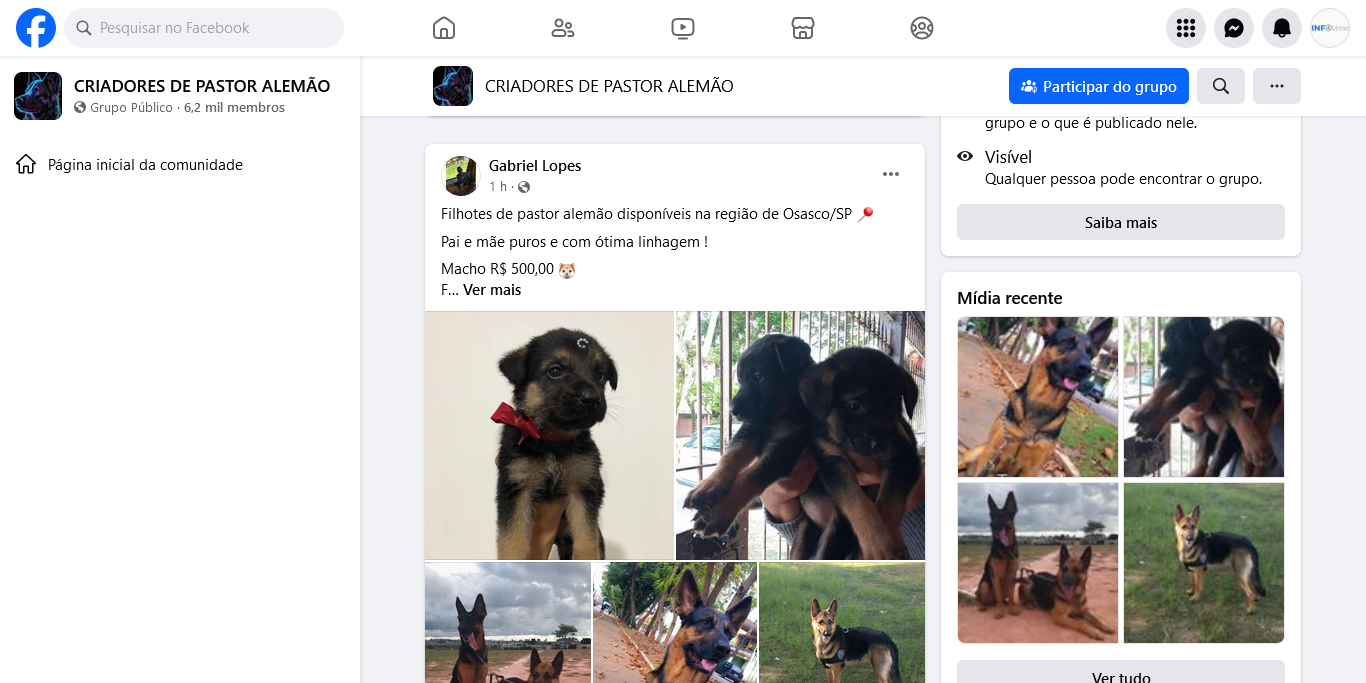 Pesquisar no Facebook
INFOVerse
CRIADORES DE PASTOR ALEMÃO
Grupo Público · 6,2 mil membros
Página inicial da comunidade
CRIADORES DE PASTOR ALEMÃO
Participar do grupo
Gabriel Lopes
1 h ·
Filhotes de pastor alemão disponíveis na região de Osasco/SP
Pai e mãe puros e com ótima linhagem !
Macho R$ 500,00
F... Ver mais
grupo e o que é publicado nele.
Visível
Qualquer pessoa pode encontrar o grupo.
Saiba mais
Mídia recente
Ver tudo